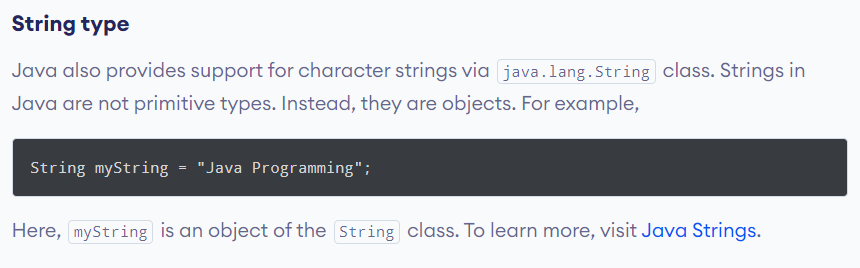 String type
Java also provides support for character strings via java.lang.String class. Strings in
Java are not primitive types. Instead, they are objects. For example,
String myString = "Java Programming";
Here, myString is an object of the String class. To learn more, visit Java Strings.